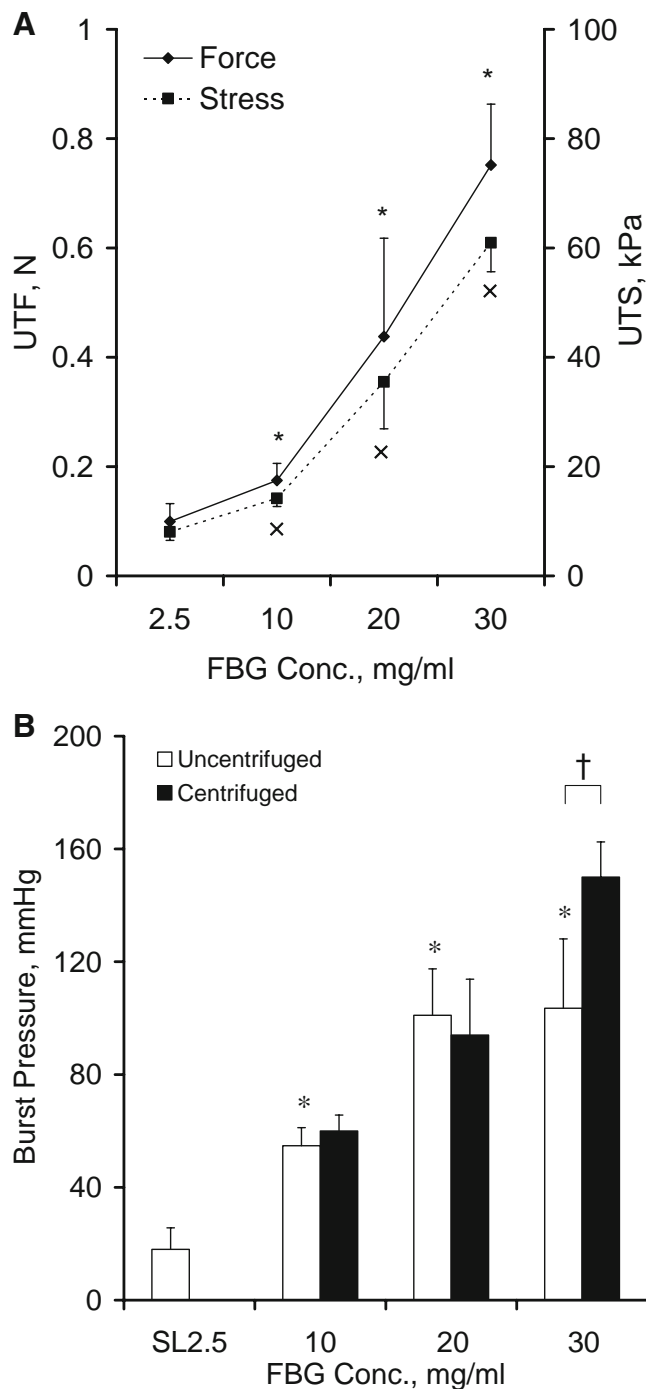 A
1
100
Force
Stress
*
0.8
80
*
0.6
60
×
UTF, N
UTS, kPa
0.4
40
*
×
0.2
20
×
0
0
2.5 10 20 30
FBG Conc., mg/ml
B
200
Uncentrifuged
Centrifuged
†
160
*
*
120
Burst Pressure, mmHg
80
*
40
0
SL2.5 10 20 30
FBG Conc., mg/ml